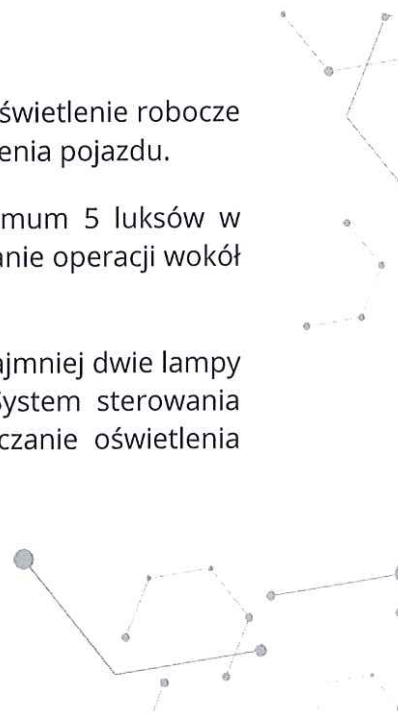 świetlenie robocze
enia pojazdu.
mum 5 luksów w
anie operacji wokół
ajmniej dwie lampy
System sterowania
czanie oświetlenia